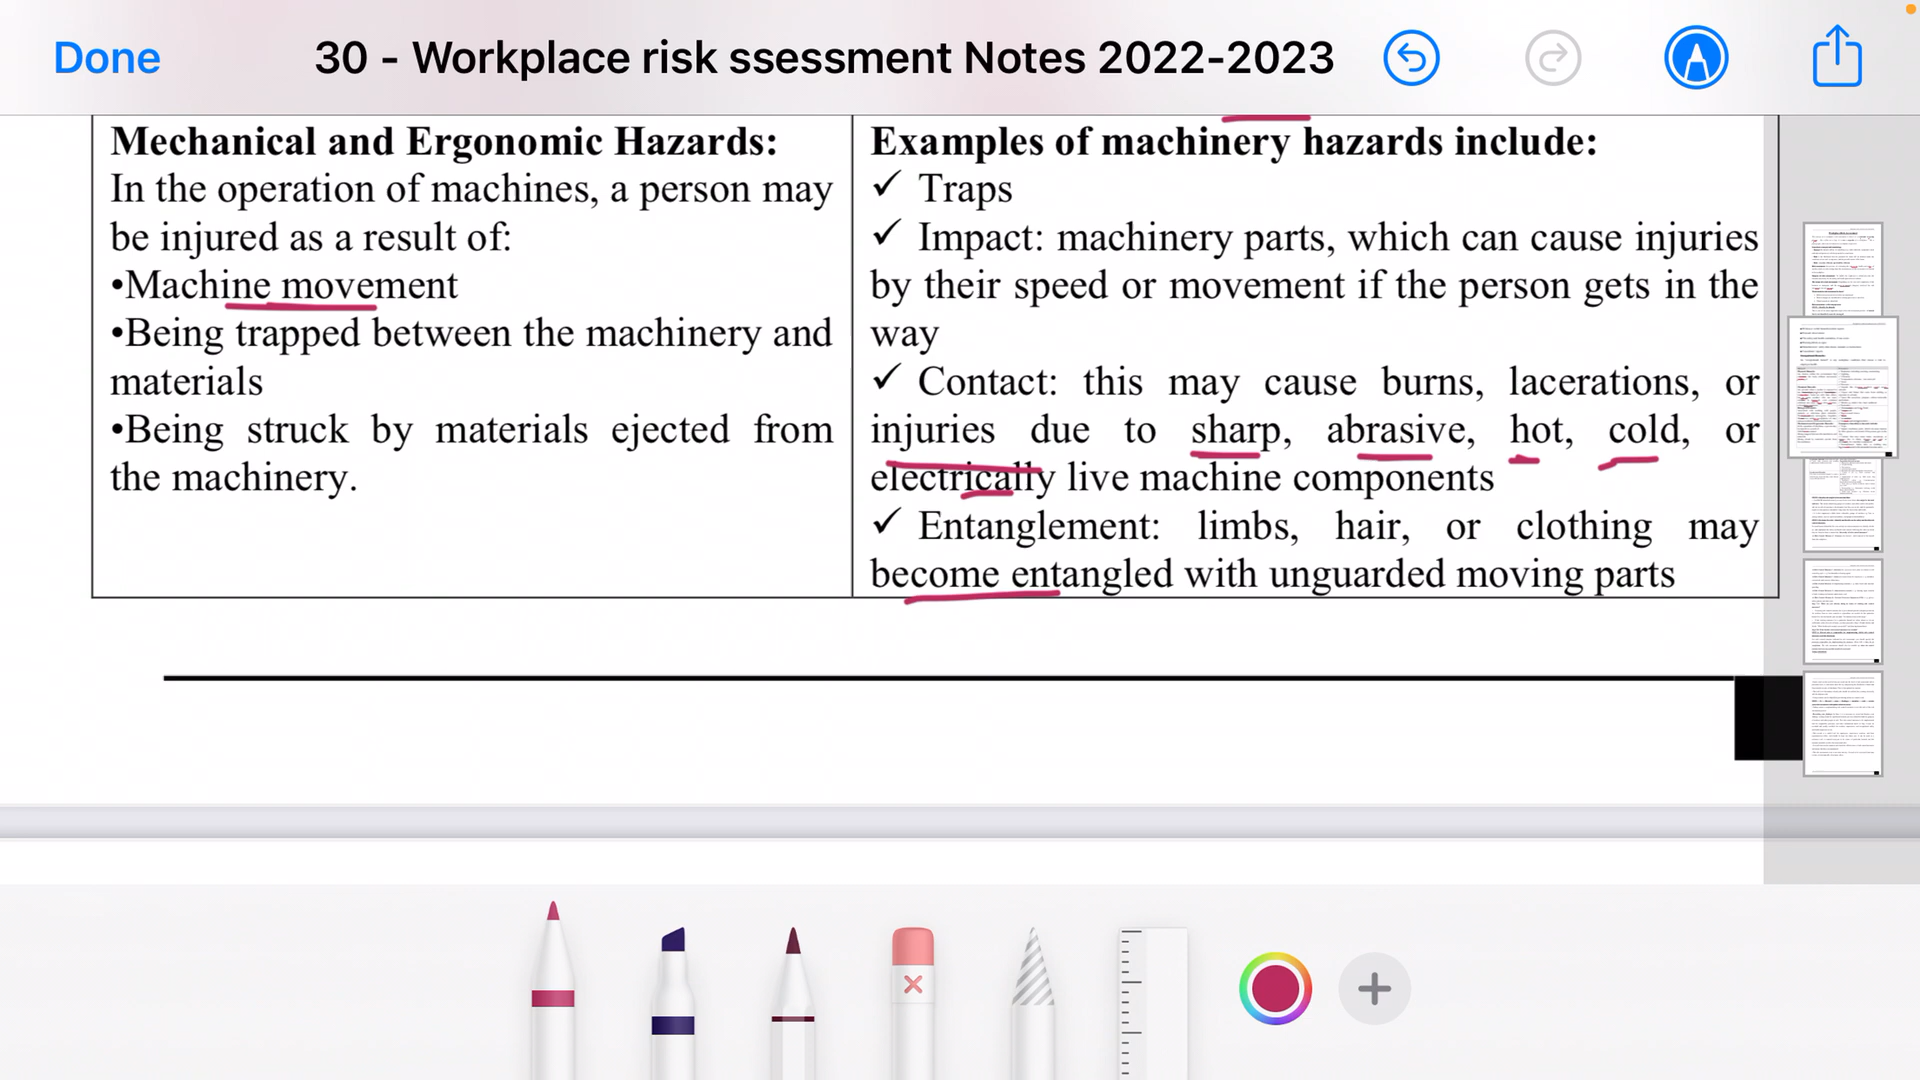 Done
30 - Workplace risk ssessment Notes 2022-2023
Mechanical and Ergonomic Hazards:
In the operation of machines, a person may
be injured as a result of:
•Machine movement
•Being trapped between the machinery and
materials
•Being struck by materials ejected from
the machinery.
Examples of machinery hazards include:
✓ Traps
✓ Impact: machinery parts, which can cause injuries
by their speed or movement if the person gets in the
way
✓ Contact: this may cause burns, lacerations, or
injuries due to sharp, abrasive, hot, cold, or
electrically live machine components
✓ Entanglement: limbs, hair, or clothing may
become entangled with unguarded moving parts